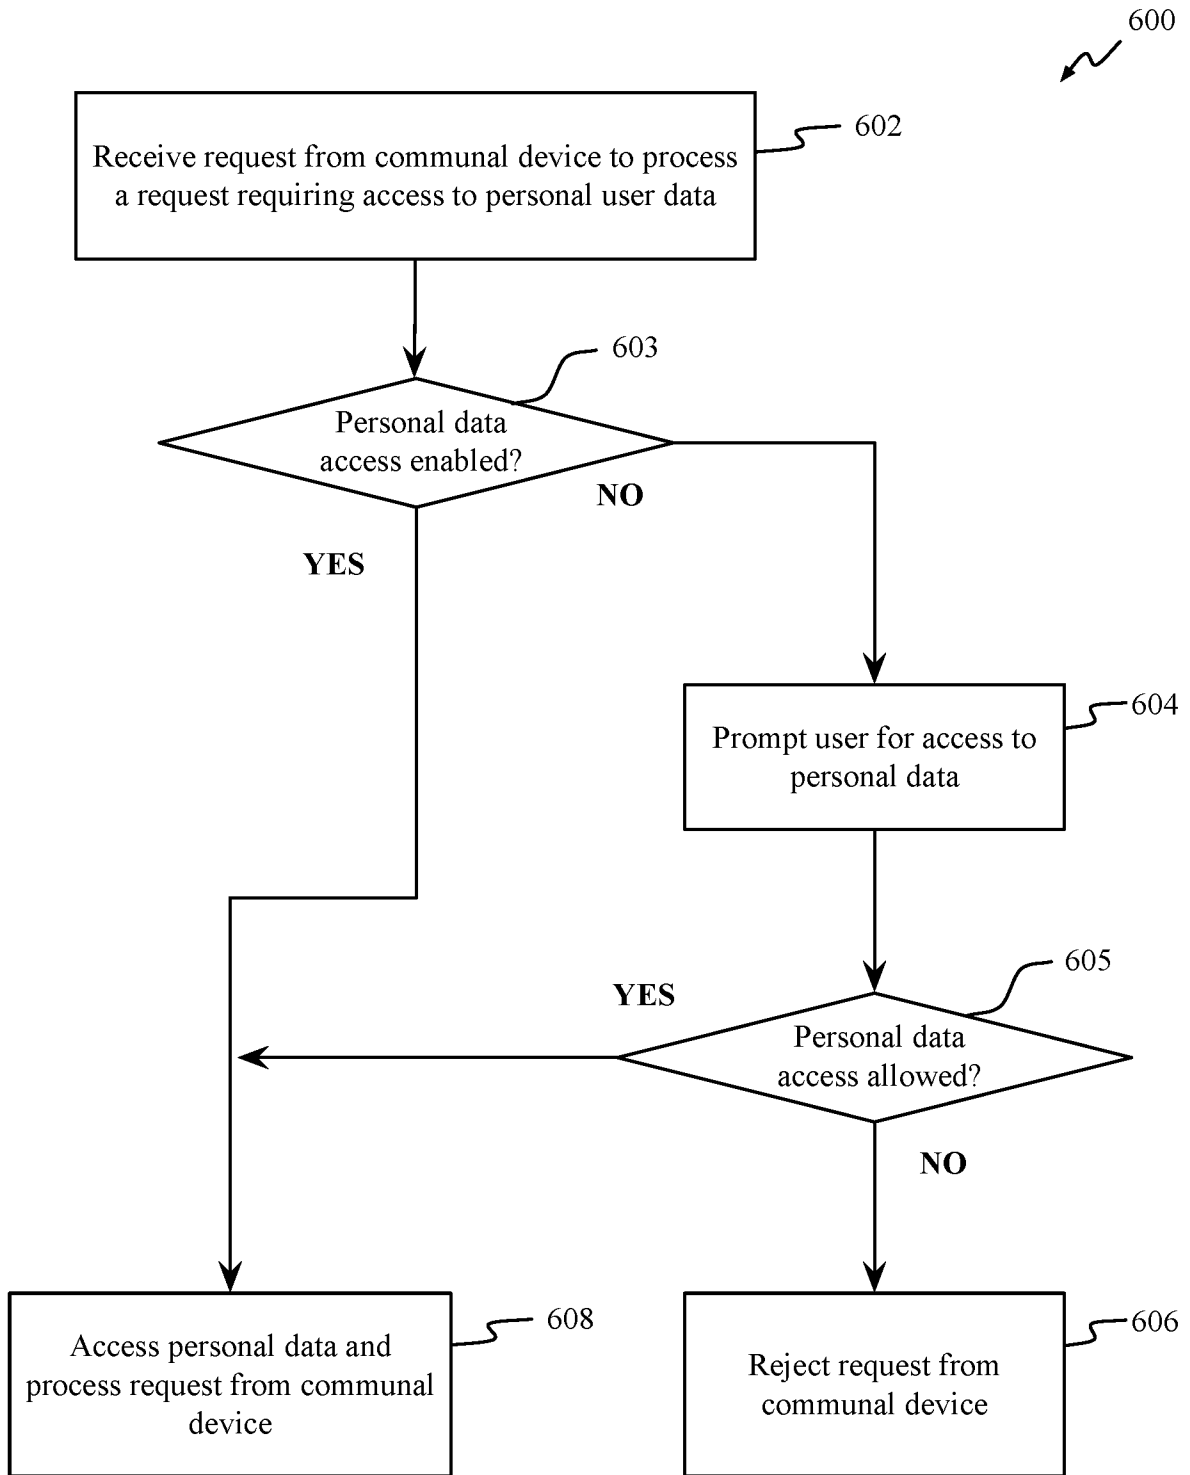 600
602
Receive request from communal device to process
a request requiring access to personal user data
603
Personal data
access enabled?
NO
YES
604
Prompt user for access to
personal data
605
YES
Personal data
access allowed?
NO
608
Access personal data and
process request from communal
device
606
Reject request from
communal device